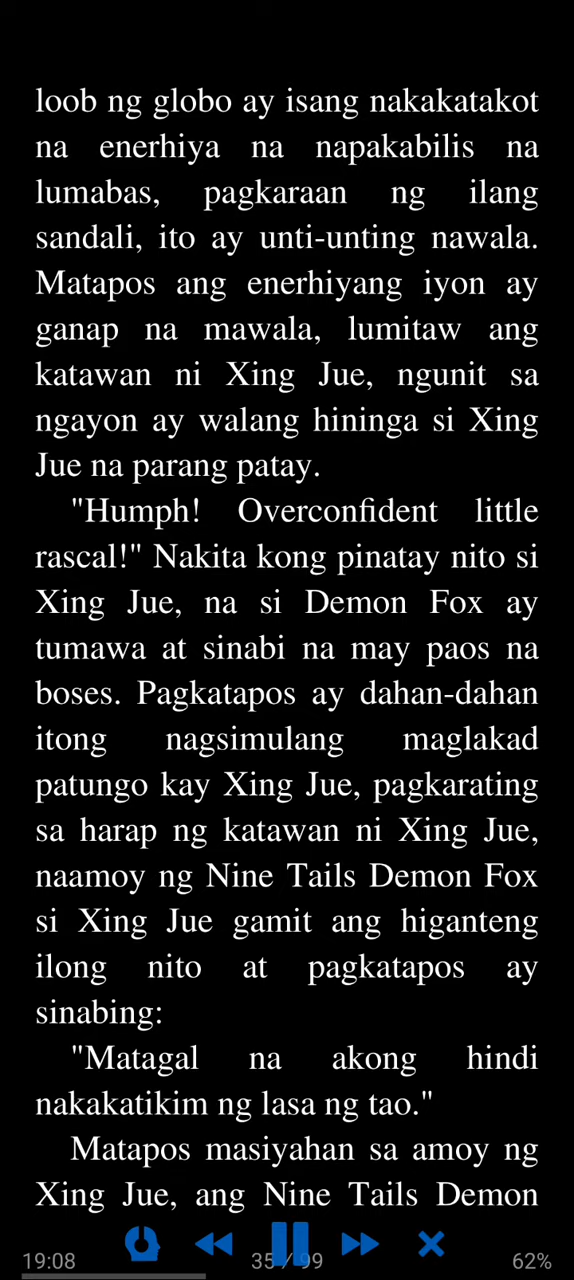 loob ng globo ay isang nakakatakot
na enerhiya na napakabilis na
lumabas, pagkaraan ng ilang
sandali, ito ay unti-unting nawala.
Matapos ang enerhiyang iyon ay
ganap na mawala, lumitaw ang
katawan ni Xing Jue, ngunit sa
ngayon ay walang hininga si Xing
Jue na parang patay.
"Humph! Overconfident little
rascal!" Nakita kong pinatay nito si
Xing Jue, na si Demon Fox ay
tumawa at sinabi na may paos na
boses. Pagkatapos ay dahan-dahan
itong nagsimulang maglakad
patungo kay Xing Jue, pagkarating
sa harap ng katawan ni Xing Jue,
naamoy ng Nine Tails Demon Fox
si Xing Jue gamit ang higanteng
ilong nito at pagkatapos ay
sinabing:
"Matagal na akong hindi
nakakatikim ng lasa ng tao."
Matapos masiyahan sa amoy ng
Xing Jue, ang Nine Tails Demon
19:08 35 / 99 62%